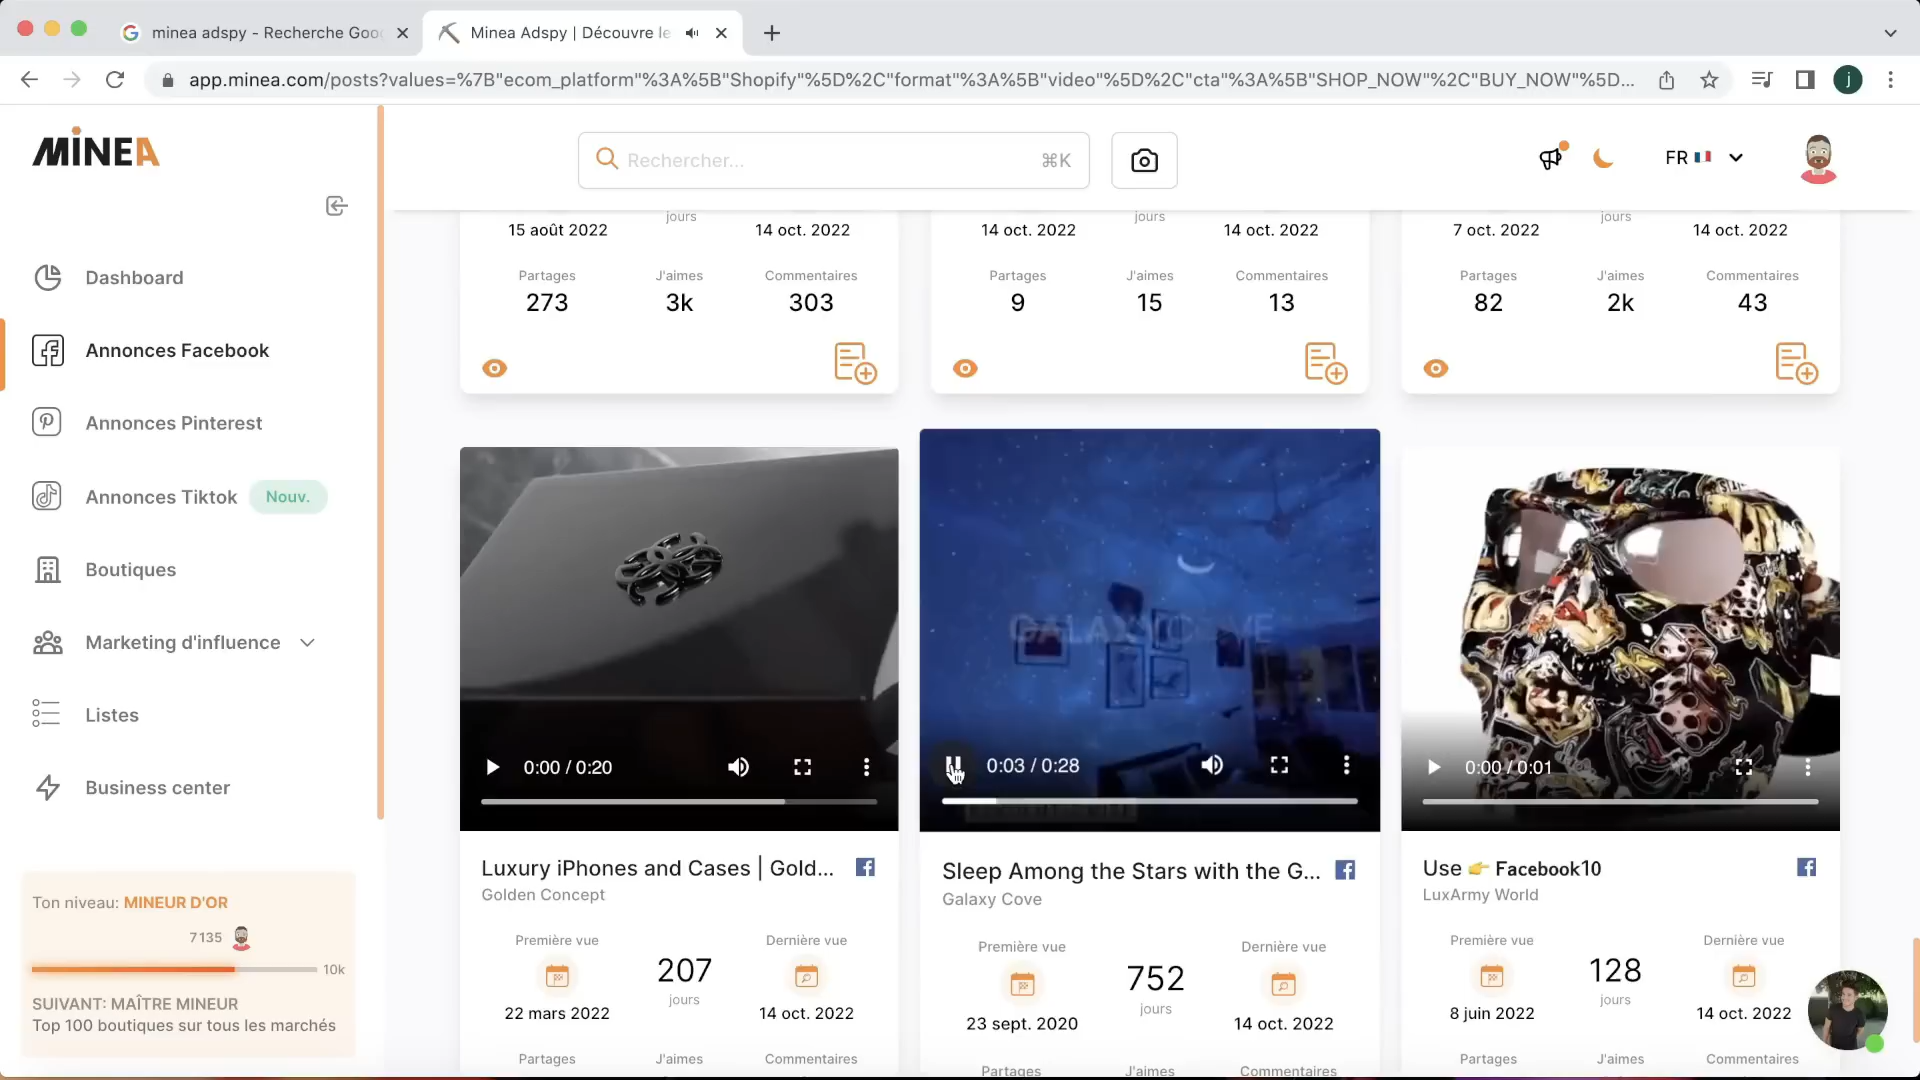 minea adspy - Recherche Goo
Minea Adspy | Découvre le
app.minea.com/posts?values=%7B"ecom_platform"%3A%5B"Shopify"%5D%2C"format"%3A%5B"video"%5D%2C"cta"%3A%5B"SHOP_NOW"%2C"BUY_NOW"%5D...
j
MINEA
Rechercher...
⌘K
FR
Dashboard
Annonces Facebook
Annonces Pinterest
Annonces Tiktok
Nouv.
Boutiques
Marketing d'influence
Listes
Business center
Ton niveau: MINEUR D'OR
7 135
10k
SUIVANT: MAÎTRE MINEUR
Top 100 boutiques sur tous les marchés
jours
15 août 2022
14 oct. 2022
Partages
J'aimes
Commentaires
273
3k
303
jours
14 oct. 2022
14 oct. 2022
Partages
J'aimes
Commentaires
9
15
13
jours
7 oct. 2022
14 oct. 2022
Partages
J'aimes
Commentaires
82
2k
43
0:00 / 0:20
Luxury iPhones and Cases | Gold...
Golden Concept
Première vue
Dernière vue
207
jours
22 mars 2022
14 oct. 2022
Partages
J'aimes
Commentaires
GALAXY COVE
0:03 / 0:28
Sleep Among the Stars with the G...
Galaxy Cove
Première vue
Dernière vue
752
jours
23 sept. 2020
14 oct. 2022
Partages
J'aimes
Commentaires
0:00 / 0:01
Use 👉 Facebook10
LuxArmy World
Première vue
Dernière vue
128
jours
8 juin 2022
14 oct. 2022
Partages
J'aimes
Commentaires